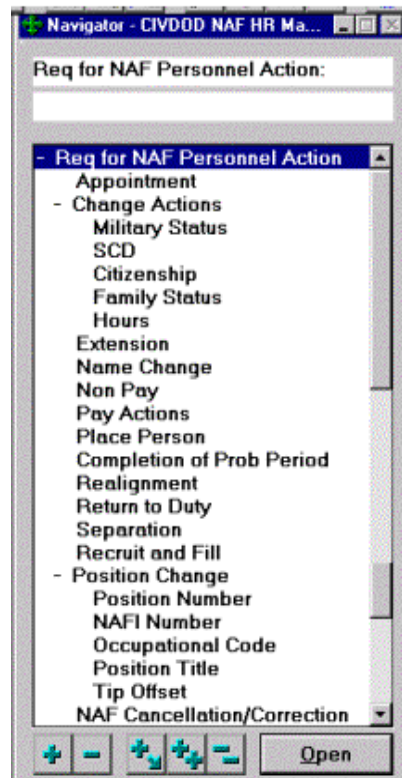 Navigator - CIVDOD NAF HR Ma...
Req for NAF Personnel Action:
- Req for NAF Personnel Action
Appointment
- Change Actions
Military Status
SCD
Citizenship
Family Status
Hours
Extension
Name Change
Non Pay
Pay Actions
Place Person
Completion of Prob Period
Realignment
Return to Duty
Separation
Recruit and Fill
- Position Change
Position Number
NAFI Number
Occupational Code
Position Title
Tip Offset
NAF Cancellation/Correction
Open